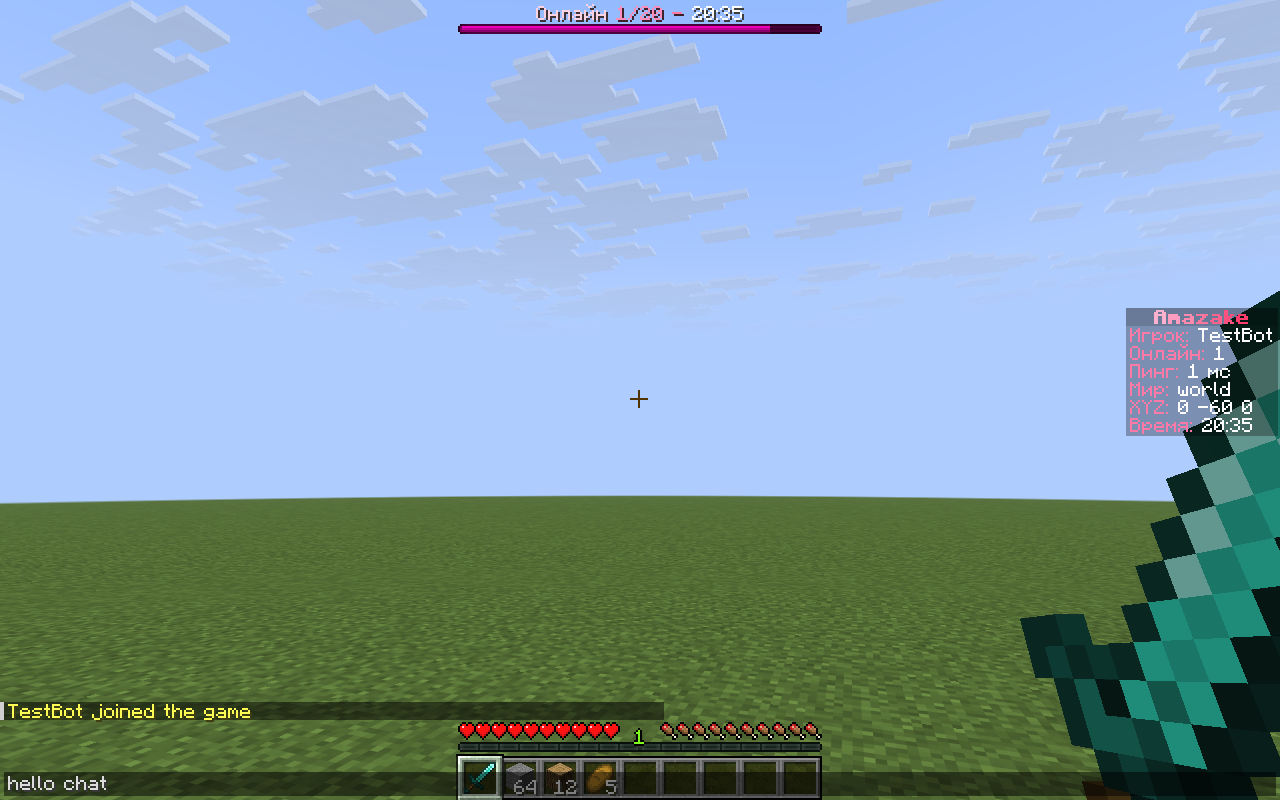 Онлайн 1/20 - 20:35
Amazake
Игрок: TestBot
Онлайн: 1
Пинг: 1 мс
Мир: world
XYZ: 0 -60 0
Время: 20:35
TestBot joined the game
1
64 12 5
hello chat